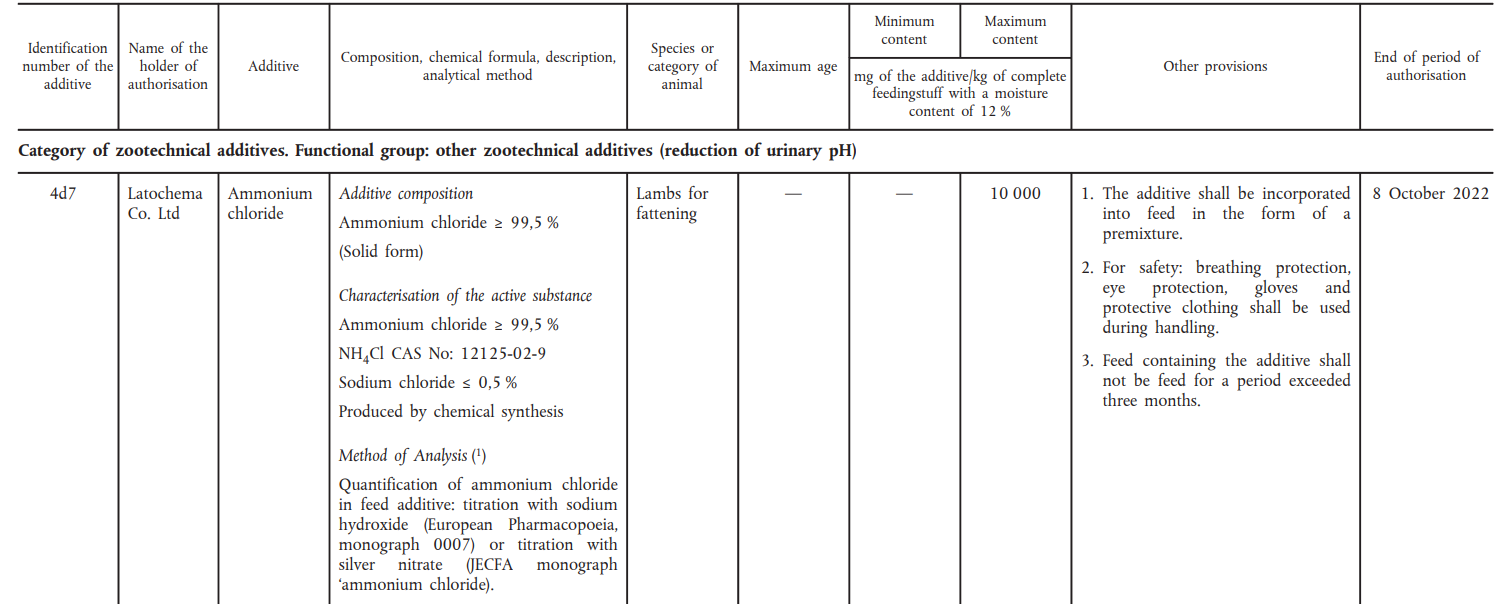 Identification
number of the
additive
Name of the
holder of
authorisation
Additive
Composition, chemical formula, description,
analytical method
Species or
category of
animal
Maximum age
Minimum
content
Maximum
content
mg of the additive/kg of complete
feedingstuff with a moisture
content of 12 %
Other provisions
End of period of
authorisation
Category of zootechnical additives. Functional group: other zootechnical additives (reduction of urinary pH)
4d7
Latochema
Co. Ltd
Ammonium
chloride
Additive composition
Ammonium chloride ≥ 99,5 %
(Solid form)
Characterisation of the active substance
Ammonium chloride ≥ 99,5 %
NH₄Cl CAS No: 12125-02-9
Sodium chloride ≤ 0,5 %
Produced by chemical synthesis
Method of Analysis (¹)
Quantification of ammonium chloride
in feed additive: titration with sodium
hydroxide (European Pharmacopoeia,
monograph 0007) or titration with
silver nitrate (JECFA monograph
‘ammonium chloride).
Lambs for
fattening
—
—
10 000
1. The additive shall be incorporated
into feed in the form of a
premixture.
2. For safety: breathing protection,
eye protection, gloves and
protective clothing shall be used
during handling.
3. Feed containing the additive shall
not be feed for a period exceeded
three months.
8 October 2022